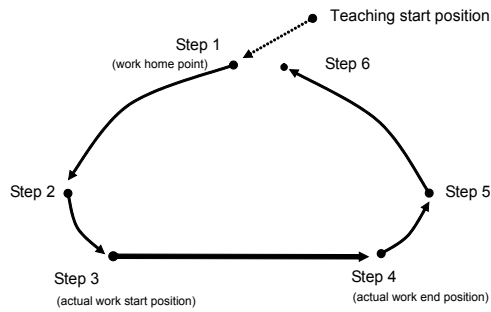 Teaching start position
Step 1
(work home point)
Step 6
Step 2
Step 5
Step 3
(actual work start position)
Step 4
(actual work end position)